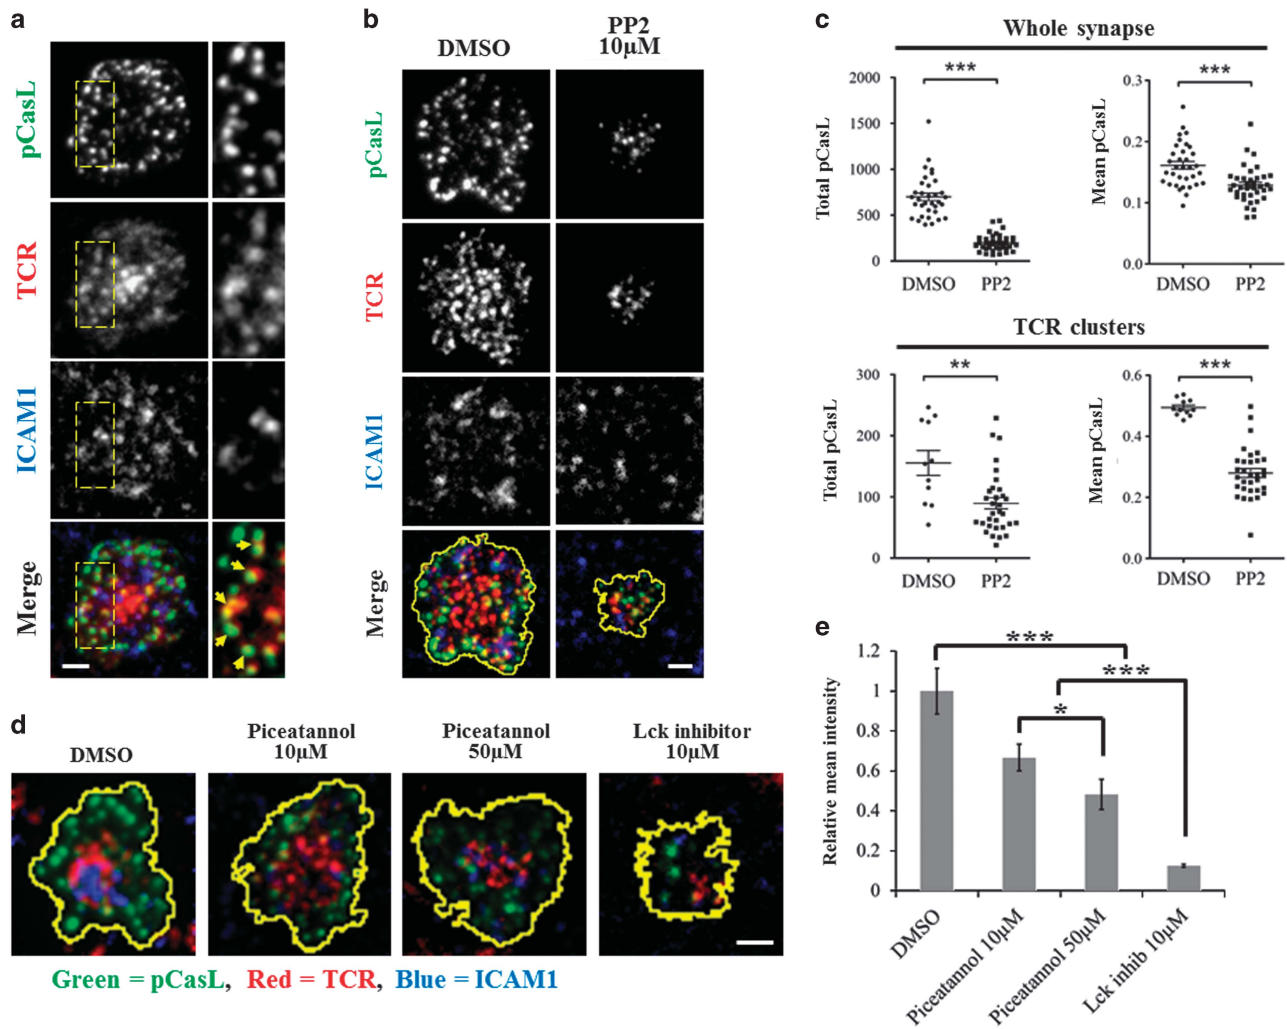 a
pCasL
TCR
ICAM1
Merge
b
DMSO
PP2
10μM
pCasL
TCR
ICAM1
Merge
c
Whole synapse
***
2000
1500
1000
500
0
Total pCasL
DMSO PP2
***
0.3
0.2
0.1
0.0
Mean pCasL
DMSO PP2
TCR clusters
**
300
200
100
0
Total pCasL
DMSO PP2
***
0.6
0.4
0.2
0.0
Mean pCasL
DMSO PP2
d
DMSO
Piceatannol
10μM
Piceatannol
50μM
Lck inhibitor
10μM
Green = pCasL, Red = TCR, Blue = ICAM1
e
***
***
*
1.2
1
0.8
0.6
0.4
0.2
0
Relative mean intensity
DMSO
Piceatannol 10μM
Piceatannol 50μM
Lck inhib 10μM